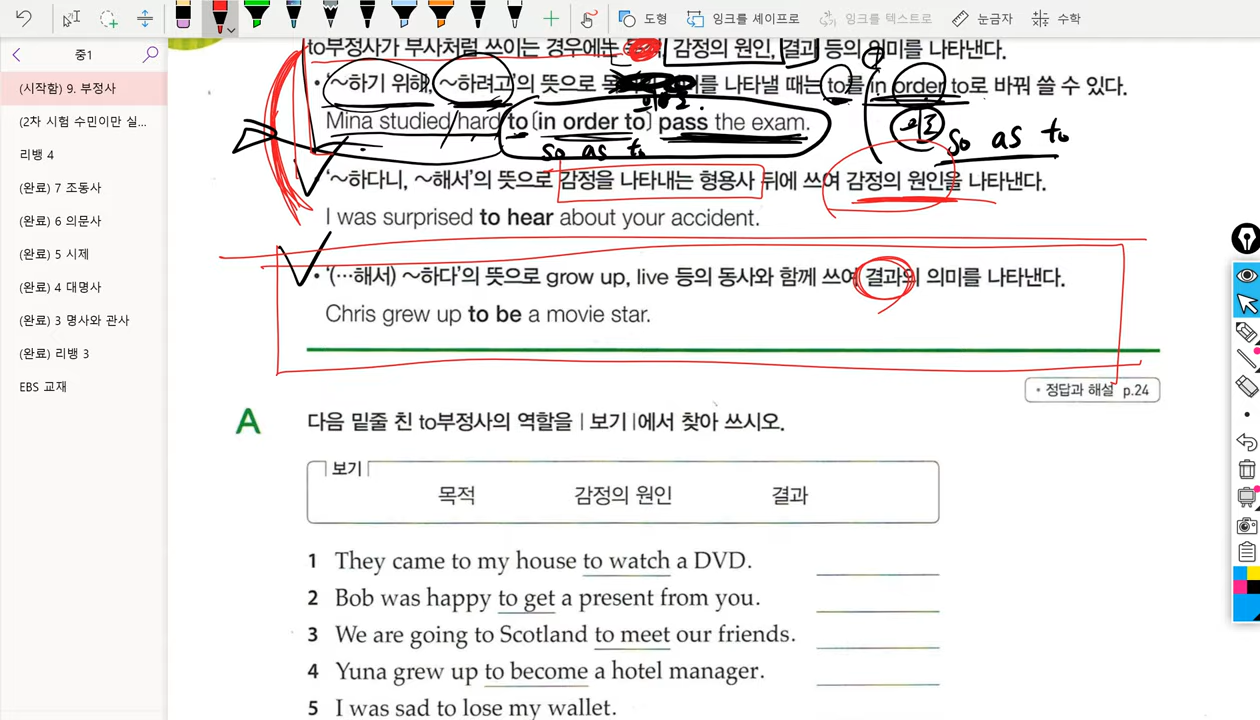 도형
잉크를 셰이프로
잉크를 텍스트로
눈금자
수학
중1
(시작함) 9. 부정사
(2차 시험 수민이만 실...
리뱅 4
(완료) 7 조동사
(완료) 6 의문사
(완료) 5 시제
(완료) 4 대명사
(완료) 3 명사와 관사
(완료) 리뱅 3
EBS 교재
to부정사가 부사처럼 쓰이는 경우에는 감정의 원인, 결과 등의 의미를 나타낸다.
• '~하기 위해, ~하려고'의 뜻으로 를 나타낼 때는 to를 in order to로 바꿔 쓸 수 있다.
Mina studied hard to [in order to] pass the exam.
so as to
so as to
• '~하다니, ~해서'의 뜻으로 감정을 나타내는 형용사 뒤에 쓰여 감정의 원인을 나타낸다.
I was surprised to hear about your accident.
• '(…해서) ~하다'의 뜻으로 grow up, live 등의 동사와 함께 쓰여 결과의 의미를 나타낸다.
Chris grew up to be a movie star.
• 정답과 해설 p.24
A 다음 밑줄 친 to부정사의 역할을 | 보기 |에서 찾아 쓰시오.
보기
목적 감정의 원인 결과
1 They came to my house to watch a DVD.
2 Bob was happy to get a present from you.
3 We are going to Scotland to meet our friends.
4 Yuna grew up to become a hotel manager.
5 I was sad to lose my wallet.